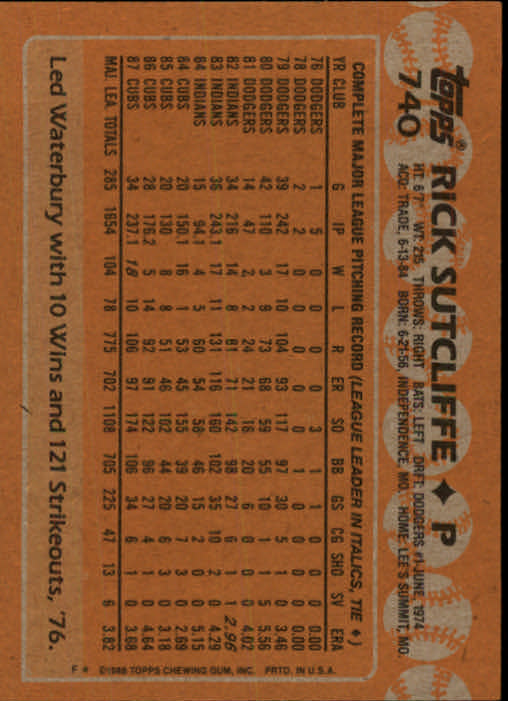 topps® RICK SUTCLIFFE ♦ P
740
HT: 6'7" WT: 215 THROWS: RIGHT BATS: LEFT DRFT: DODGERS #1-JUNE, 1974
ACQ: TRADE, 6-13-84 BORN: 6-21-56, INDEPENDENCE, MO. HOME: LEE'S SUMMIT, MO.
COMPLETE MAJOR LEAGUE PITCHING RECORD (LEAGUE LEADER IN ITALICS, TIE ♦)
YR CLUB G IP W L R ER SO BB GS CG SHO SV ERA
76 DODGERS 1 5 0 0 0 0 3 1 1 0 0 0 0.00
78 DODGERS 2 2 0 0 0 0 0 1 0 0 0 0 0.00
79 DODGERS 39 242 17 10 104 93 117 97 30 5 1 0 3.46
80 DODGERS 42 110 3 9 73 68 59 55 10 1 1 5 5.56
81 DODGERS 14 47 2 2 24 21 16 20 6 0 0 0 4.02
82 INDIANS 34 216 14 8 81 71 142 98 27 6 1 1 2.96
83 INDIANS 36 243.1 17 11 131 116 160 102 35 10 2 0 4.29
84 INDIANS 15 94.1 4 5 60 54 58 46 15 2 0 0 5.15
84 CUBS 20 150.1 16 1 53 45 155 39 20 7 3 0 2.69
85 CUBS 20 130 8 8 51 46 102 44 20 6 3 0 3.18
86 CUBS 28 176.2 5 14 92 91 122 96 27 4 1 0 4.64
87 CUBS 34 237.1 18 10 106 97 174 106 34 6 1 0 3.68
MAJ. LEA. TOTALS 285 1654 104 78 775 702 1108 705 225 47 13 6 3.82
F* ©1988 TOPPS CHEWING GUM, INC. PRTD. IN U.S.A.
Led Waterbury with 10 Wins and 121 Strikeouts, '76.